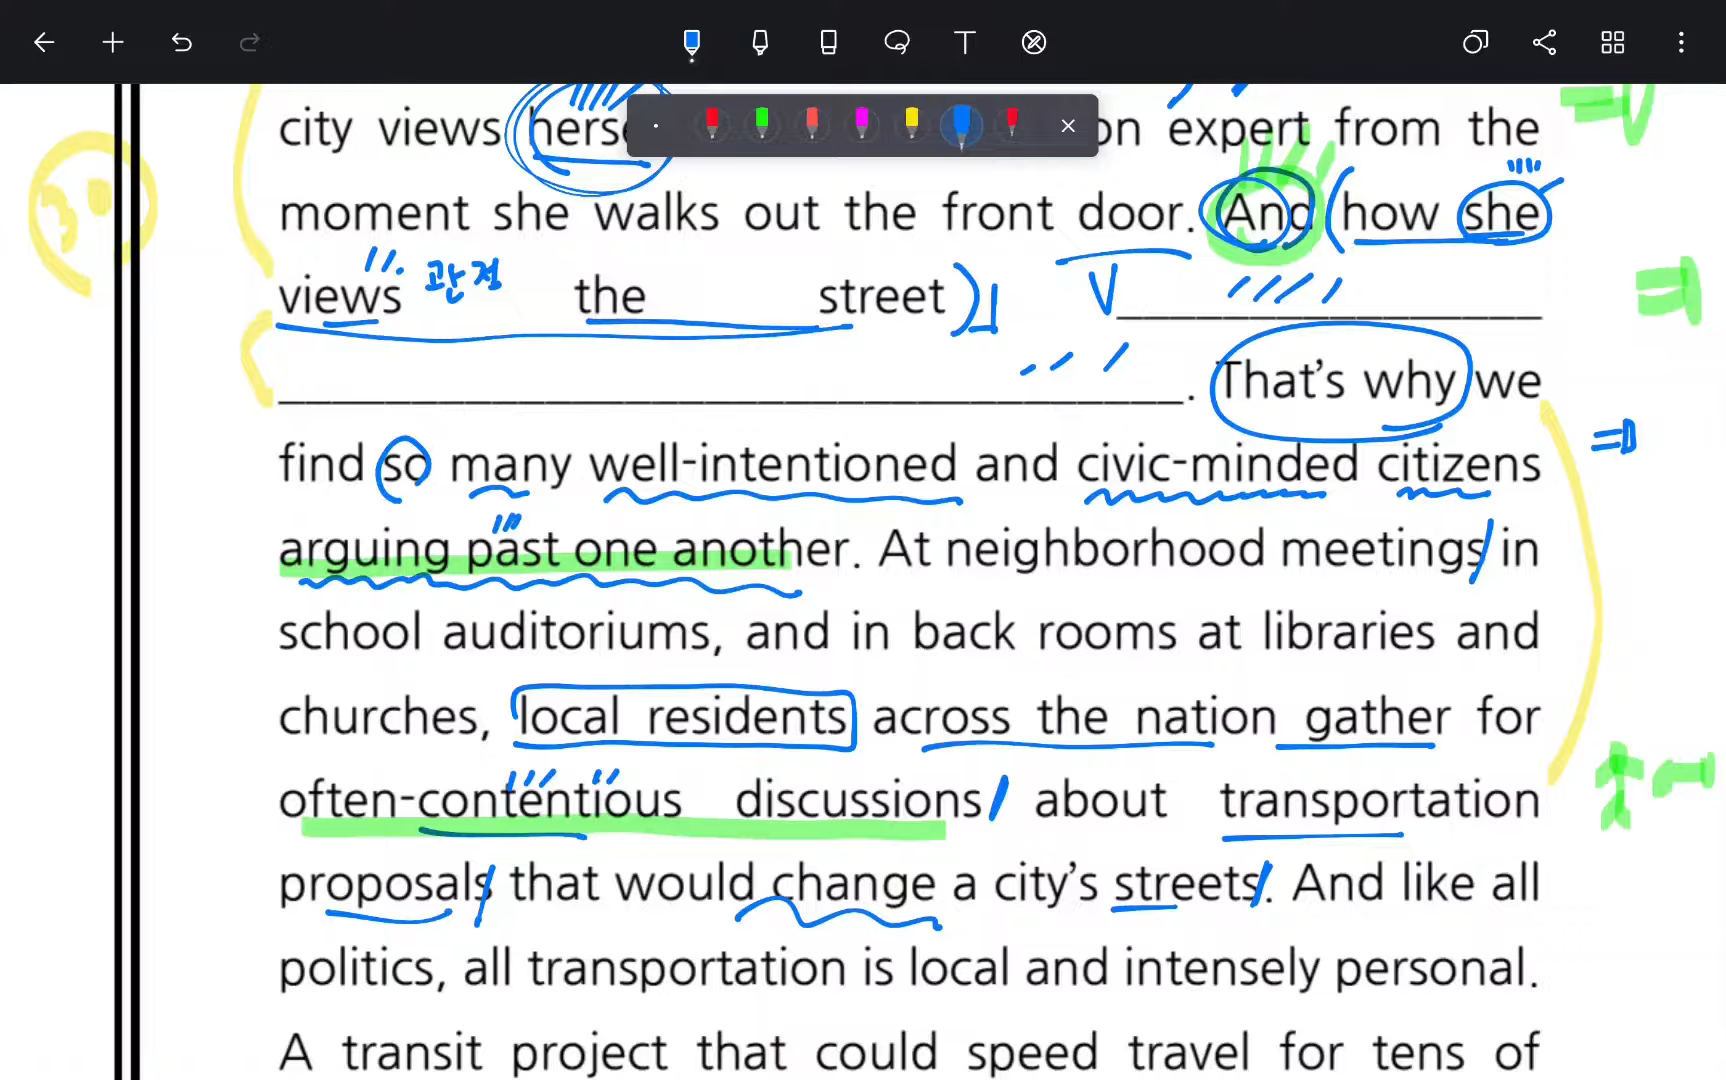 city views herse on expert from the
moment she walks out the front door. And how she
views 관점 the street ____________
____________. That's why we
find so many well-intentioned and civic-minded citizens
arguing past one another. At neighborhood meetings in
school auditoriums, and in back rooms at libraries and
churches, local residents across the nation gather for
often-contentious discussions about transportation
proposals that would change a city's streets. And like all
politics, all transportation is local and intensely personal.
A transit project that could speed travel for tens of